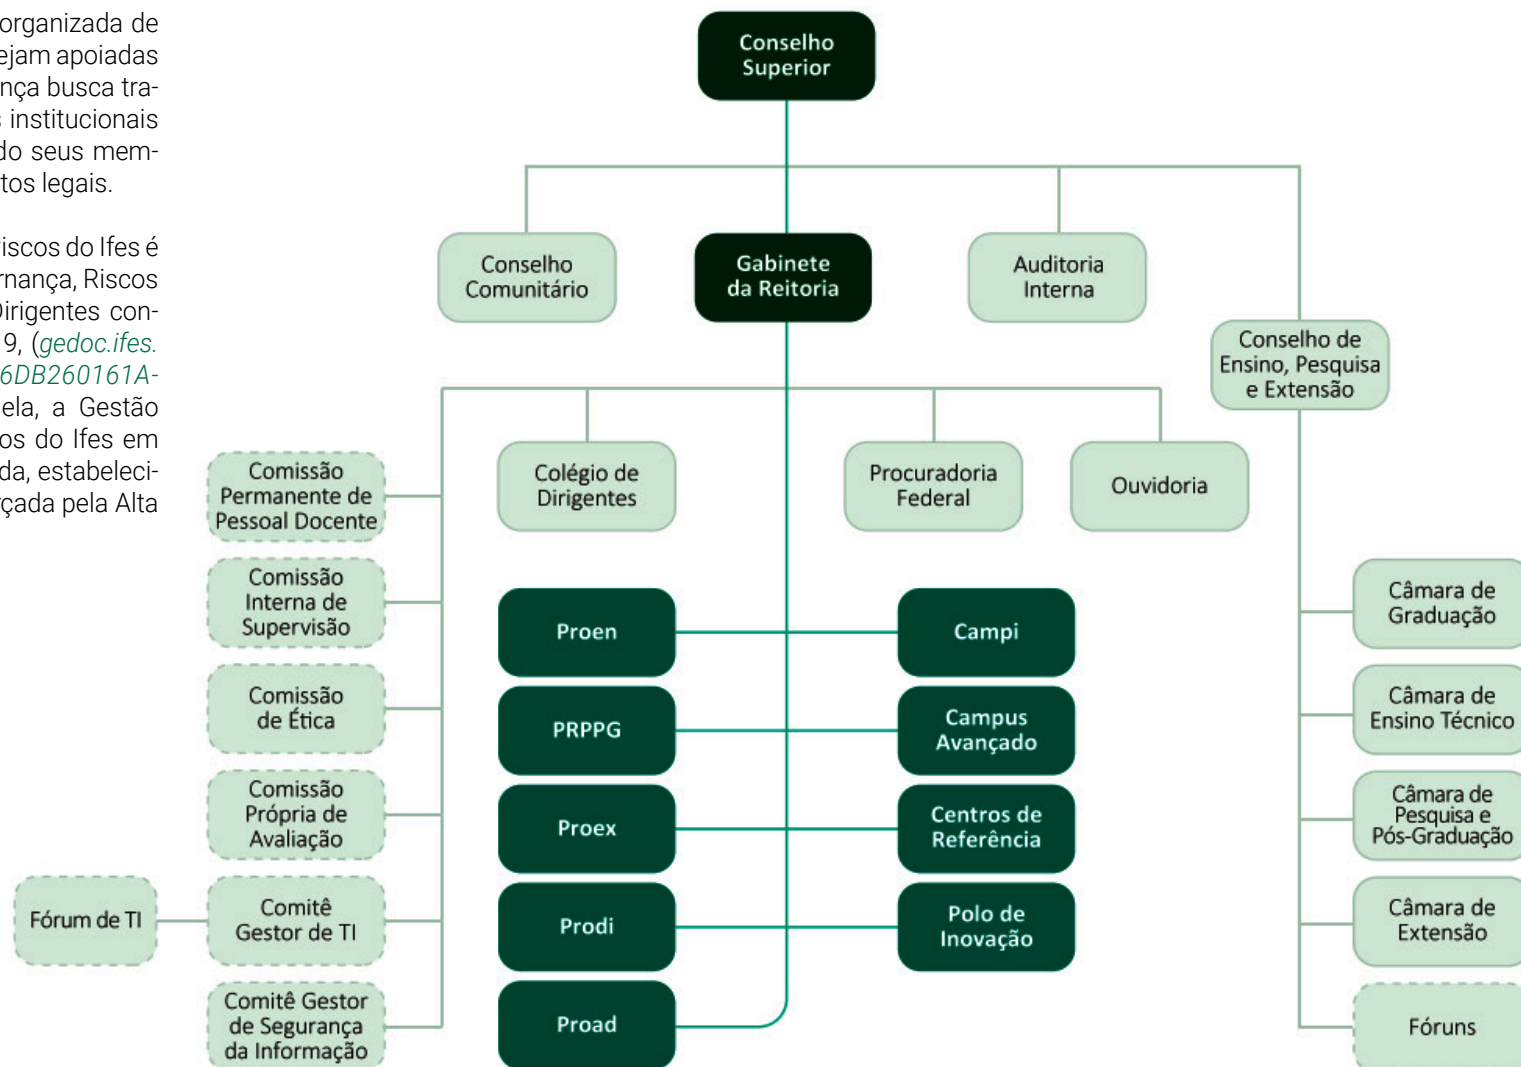 organizada de
ejam apoiadas
nça busca tra-
s institucionais
do seus mem-
tos legais.
riscos do Ifes é
rnança, Riscos
Dirigentes con-
9, (gedoc.ifes.
6DB260161A-
ela, a Gestão
os do Ifes em
da, estabeleci-
rçada pela Alta
Conselho
Superior
Conselho
Comunitário
Gabinete
da Reitoria
Auditoria
Interna
Conselho de
Ensino, Pesquisa
e Extensão
Comissão
Permanente de
Pessoal Docente
Colégio de
Dirigentes
Procuradoria
Federal
Ouvidoria
Comissão
Interna de
Supervisão
Comissão
de Ética
Comissão
Própria de
Avaliação
Fórum de TI
Comitê
Gestor de TI
Comitê Gestor
de Segurança
da Informação
Proen
PRPPG
Proex
Prodi
Proad
Campi
Campus
Avançado
Centros de
Referência
Polo de
Inovação
Câmara de
Graduação
Câmara de
Ensino Técnico
Câmara de
Pesquisa e
Pós-Graduação
Câmara de
Extensão
Fóruns